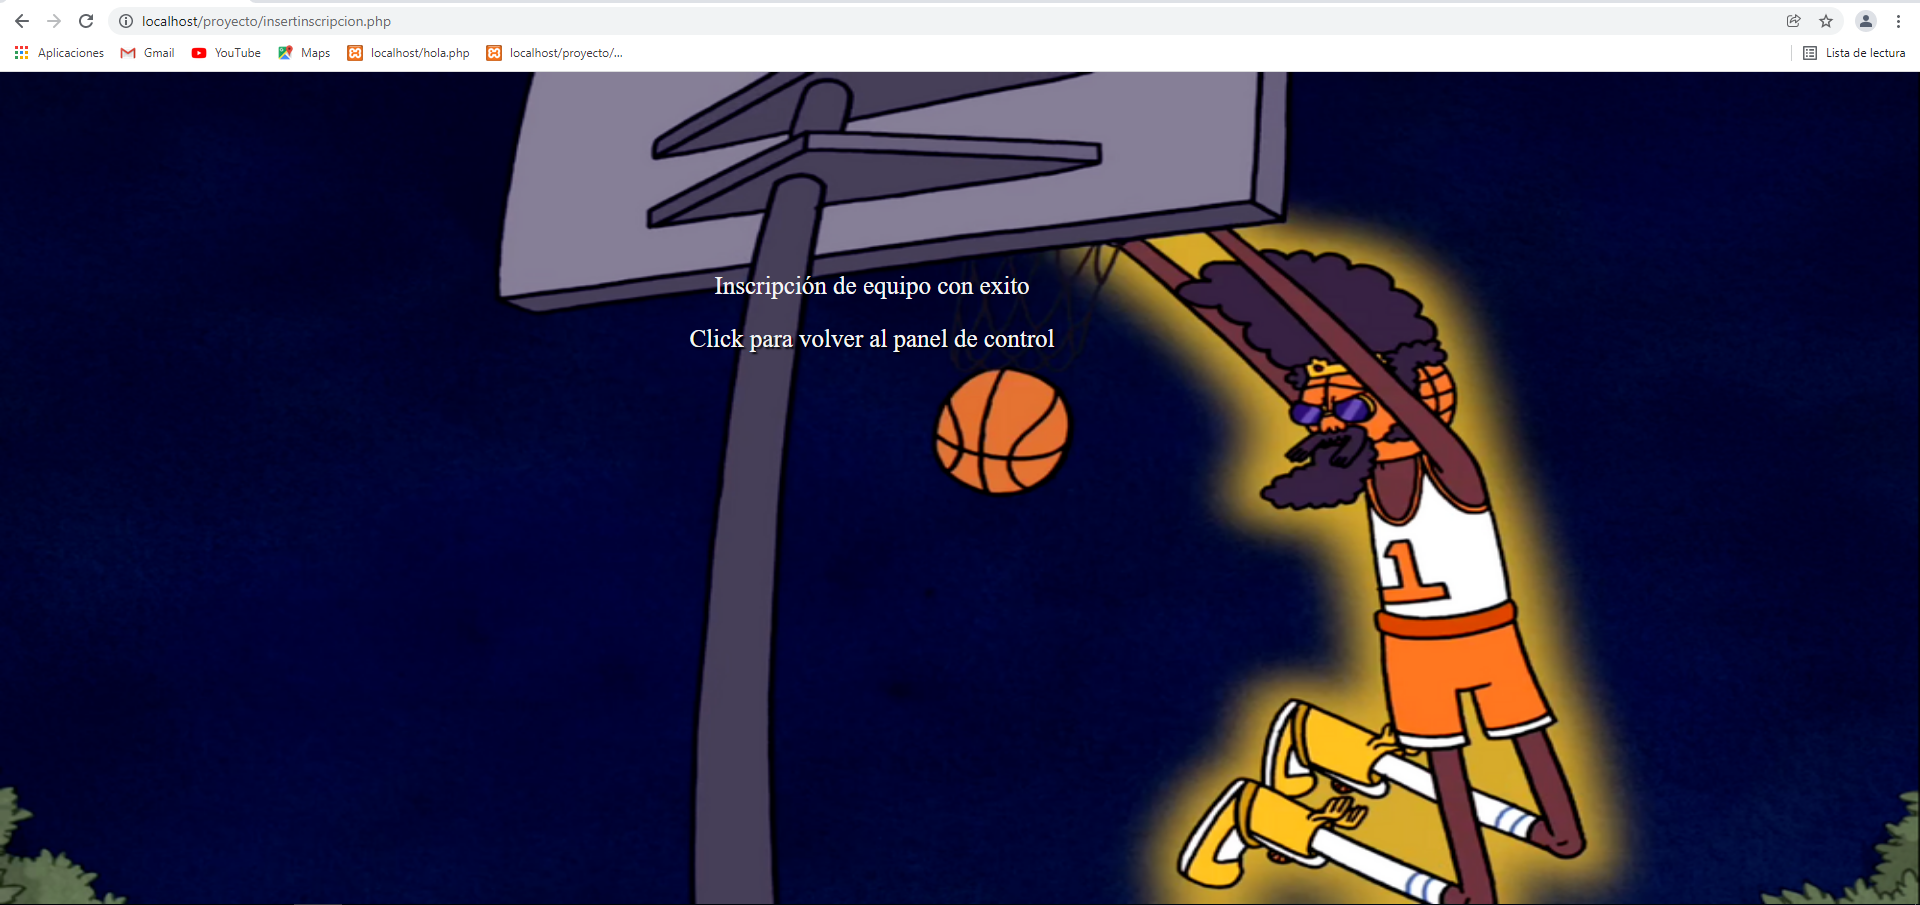 localhost/proyecto/insertinscripcion.php
Aplicaciones Gmail YouTube Maps localhost/hola.php localhost/proyecto/... Lista de lectura
Inscripción de equipo con exito
Click para volver al panel de control
1